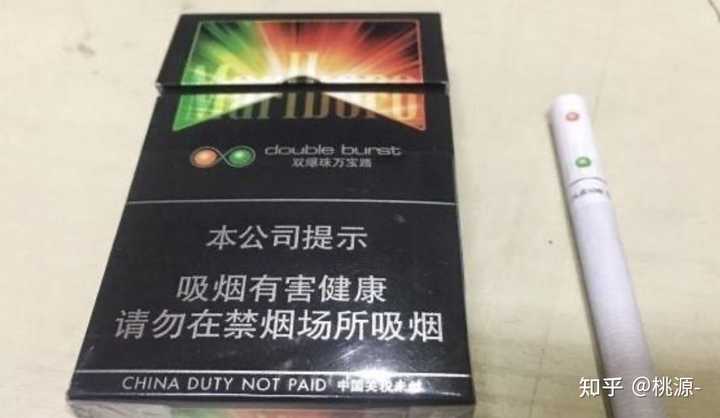 Marlboro
double burst
双爆珠万宝路
本公司提示
吸烟有害健康
请勿在禁烟场所吸烟
CHINA DUTY NOT PAID 中国关税未付
知乎 @桃源-